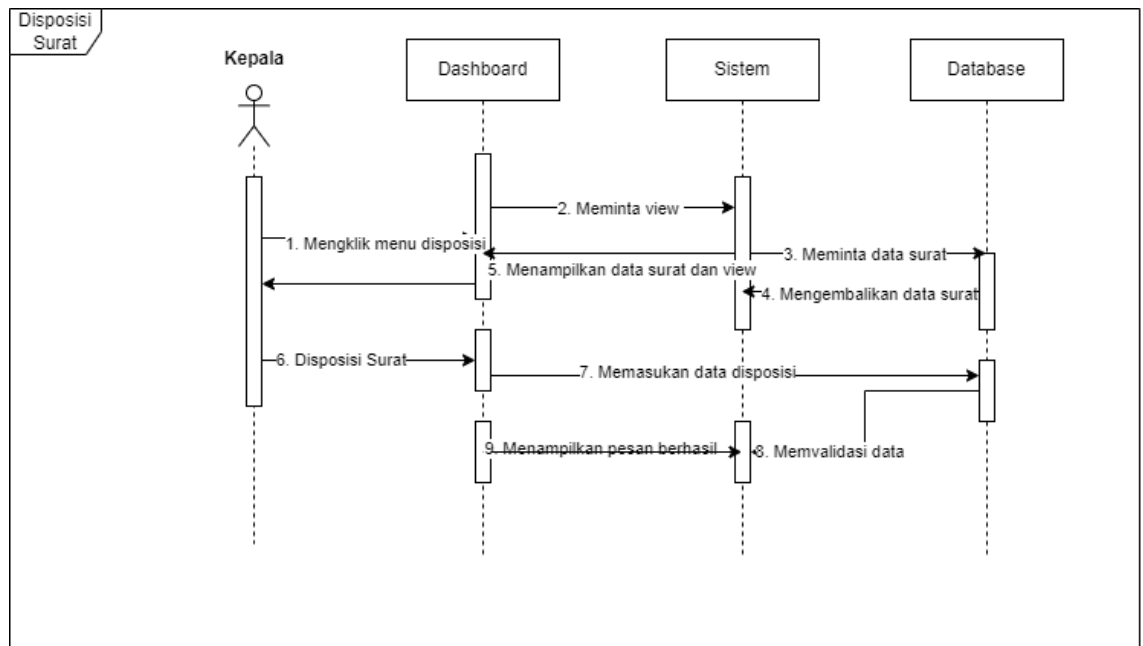 Disposisi
Surat
Kepala
Dashboard
Sistem
Database
2. Meminta view
1. Mengklik menu disposisi
3. Meminta data surat
5. Menampilkan data surat dan view
4. Mengembalikan data surat
6. Disposisi Surat
7. Memasukan data disposisi
9. Menampilkan pesan berhasil
8. Memvalidasi data